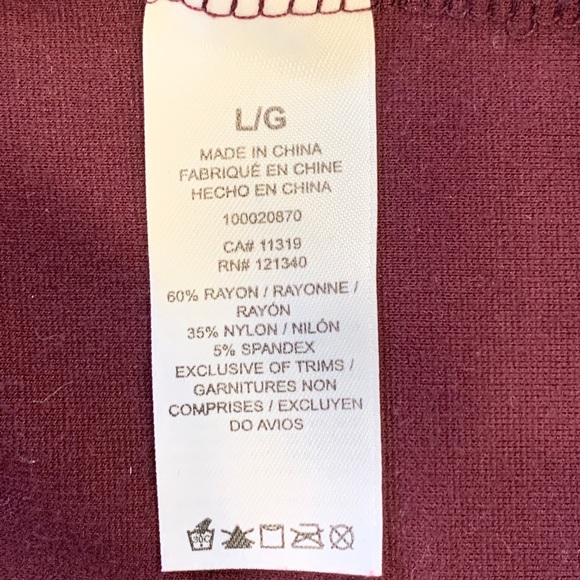 L/G
MADE IN CHINA
FABRIQUÉ EN CHINE
HECHO EN CHINA
100020870
CA# 11319
RN# 121340
60% RAYON / RAYONNE /
RAYÓN
35% NYLON / NILÓN
5% SPANDEX
EXCLUSIVE OF TRIMS /
GARNITURES NON
COMPRISES / EXCLUYEN
DO AVIOS
30C